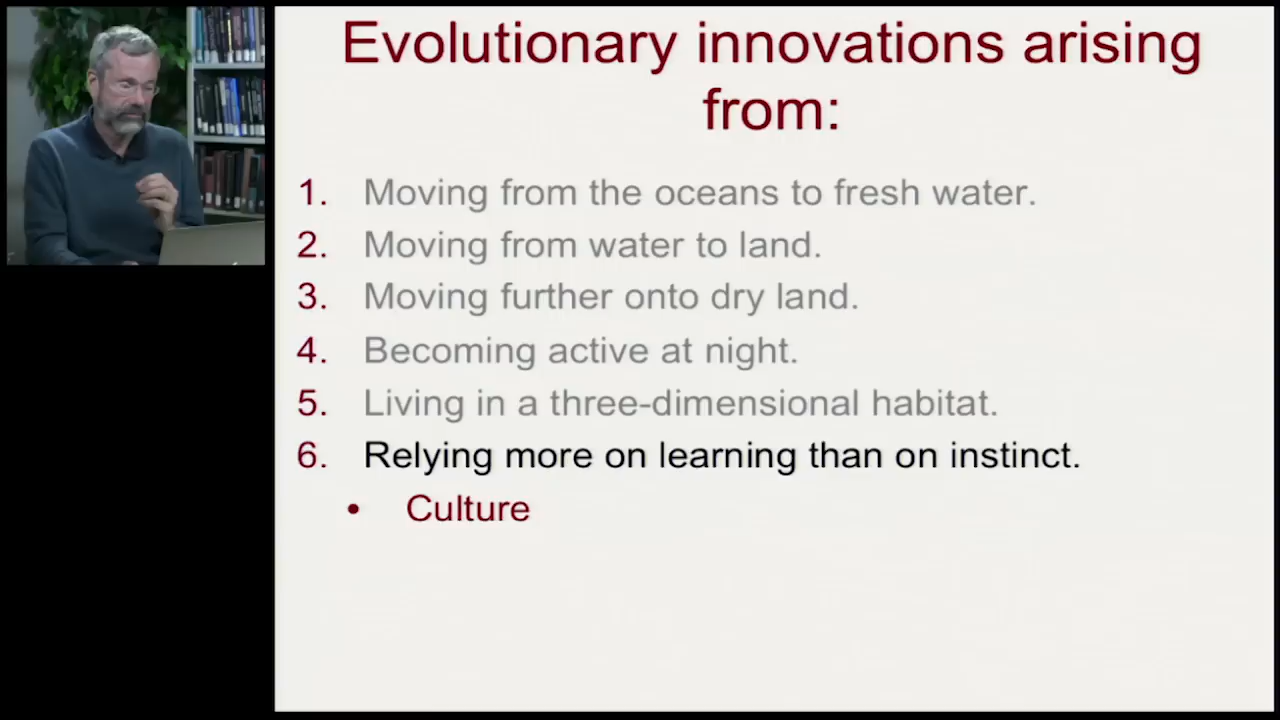 Evolutionary innovations arising
from:
1. Moving from the oceans to fresh water.
2. Moving from water to land.
3. Moving further onto dry land.
4. Becoming active at night.
5. Living in a three-dimensional habitat.
6. Relying more on learning than on instinct.
• Culture